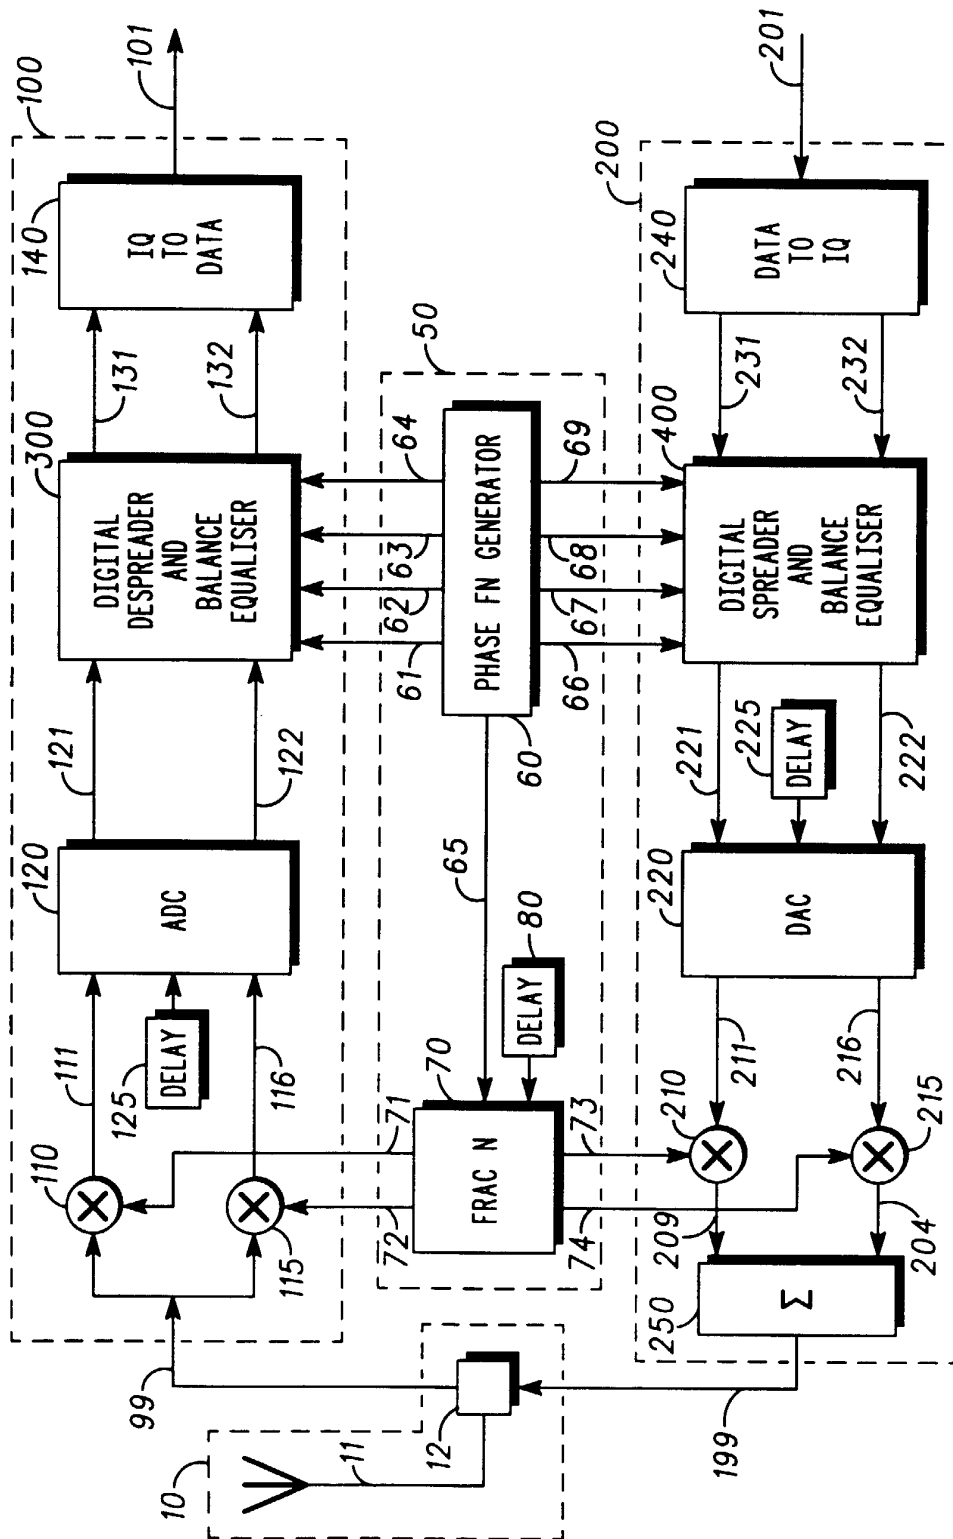 100
101
140
IQ
TO
DATA
131
132
300
DIGITAL
DESPREADER
AND
BALANCE
EQUALISER
121
122
120
ADC
111
116
125
DELAY
110
115
99
50
64
63
62
61
PHASE FN GENERATOR
69
68
67
66
60
65
80
DELAY
70
FRAC N
71
72
73
74
10
11
12
199
200
201
240
DATA
TO
IQ
231
232
400
DIGITAL
SPREADER
AND
BALANCE
EQUALISER
221
225
DELAY
222
220
DAC
211
216
210
215
209
204
250
Σ